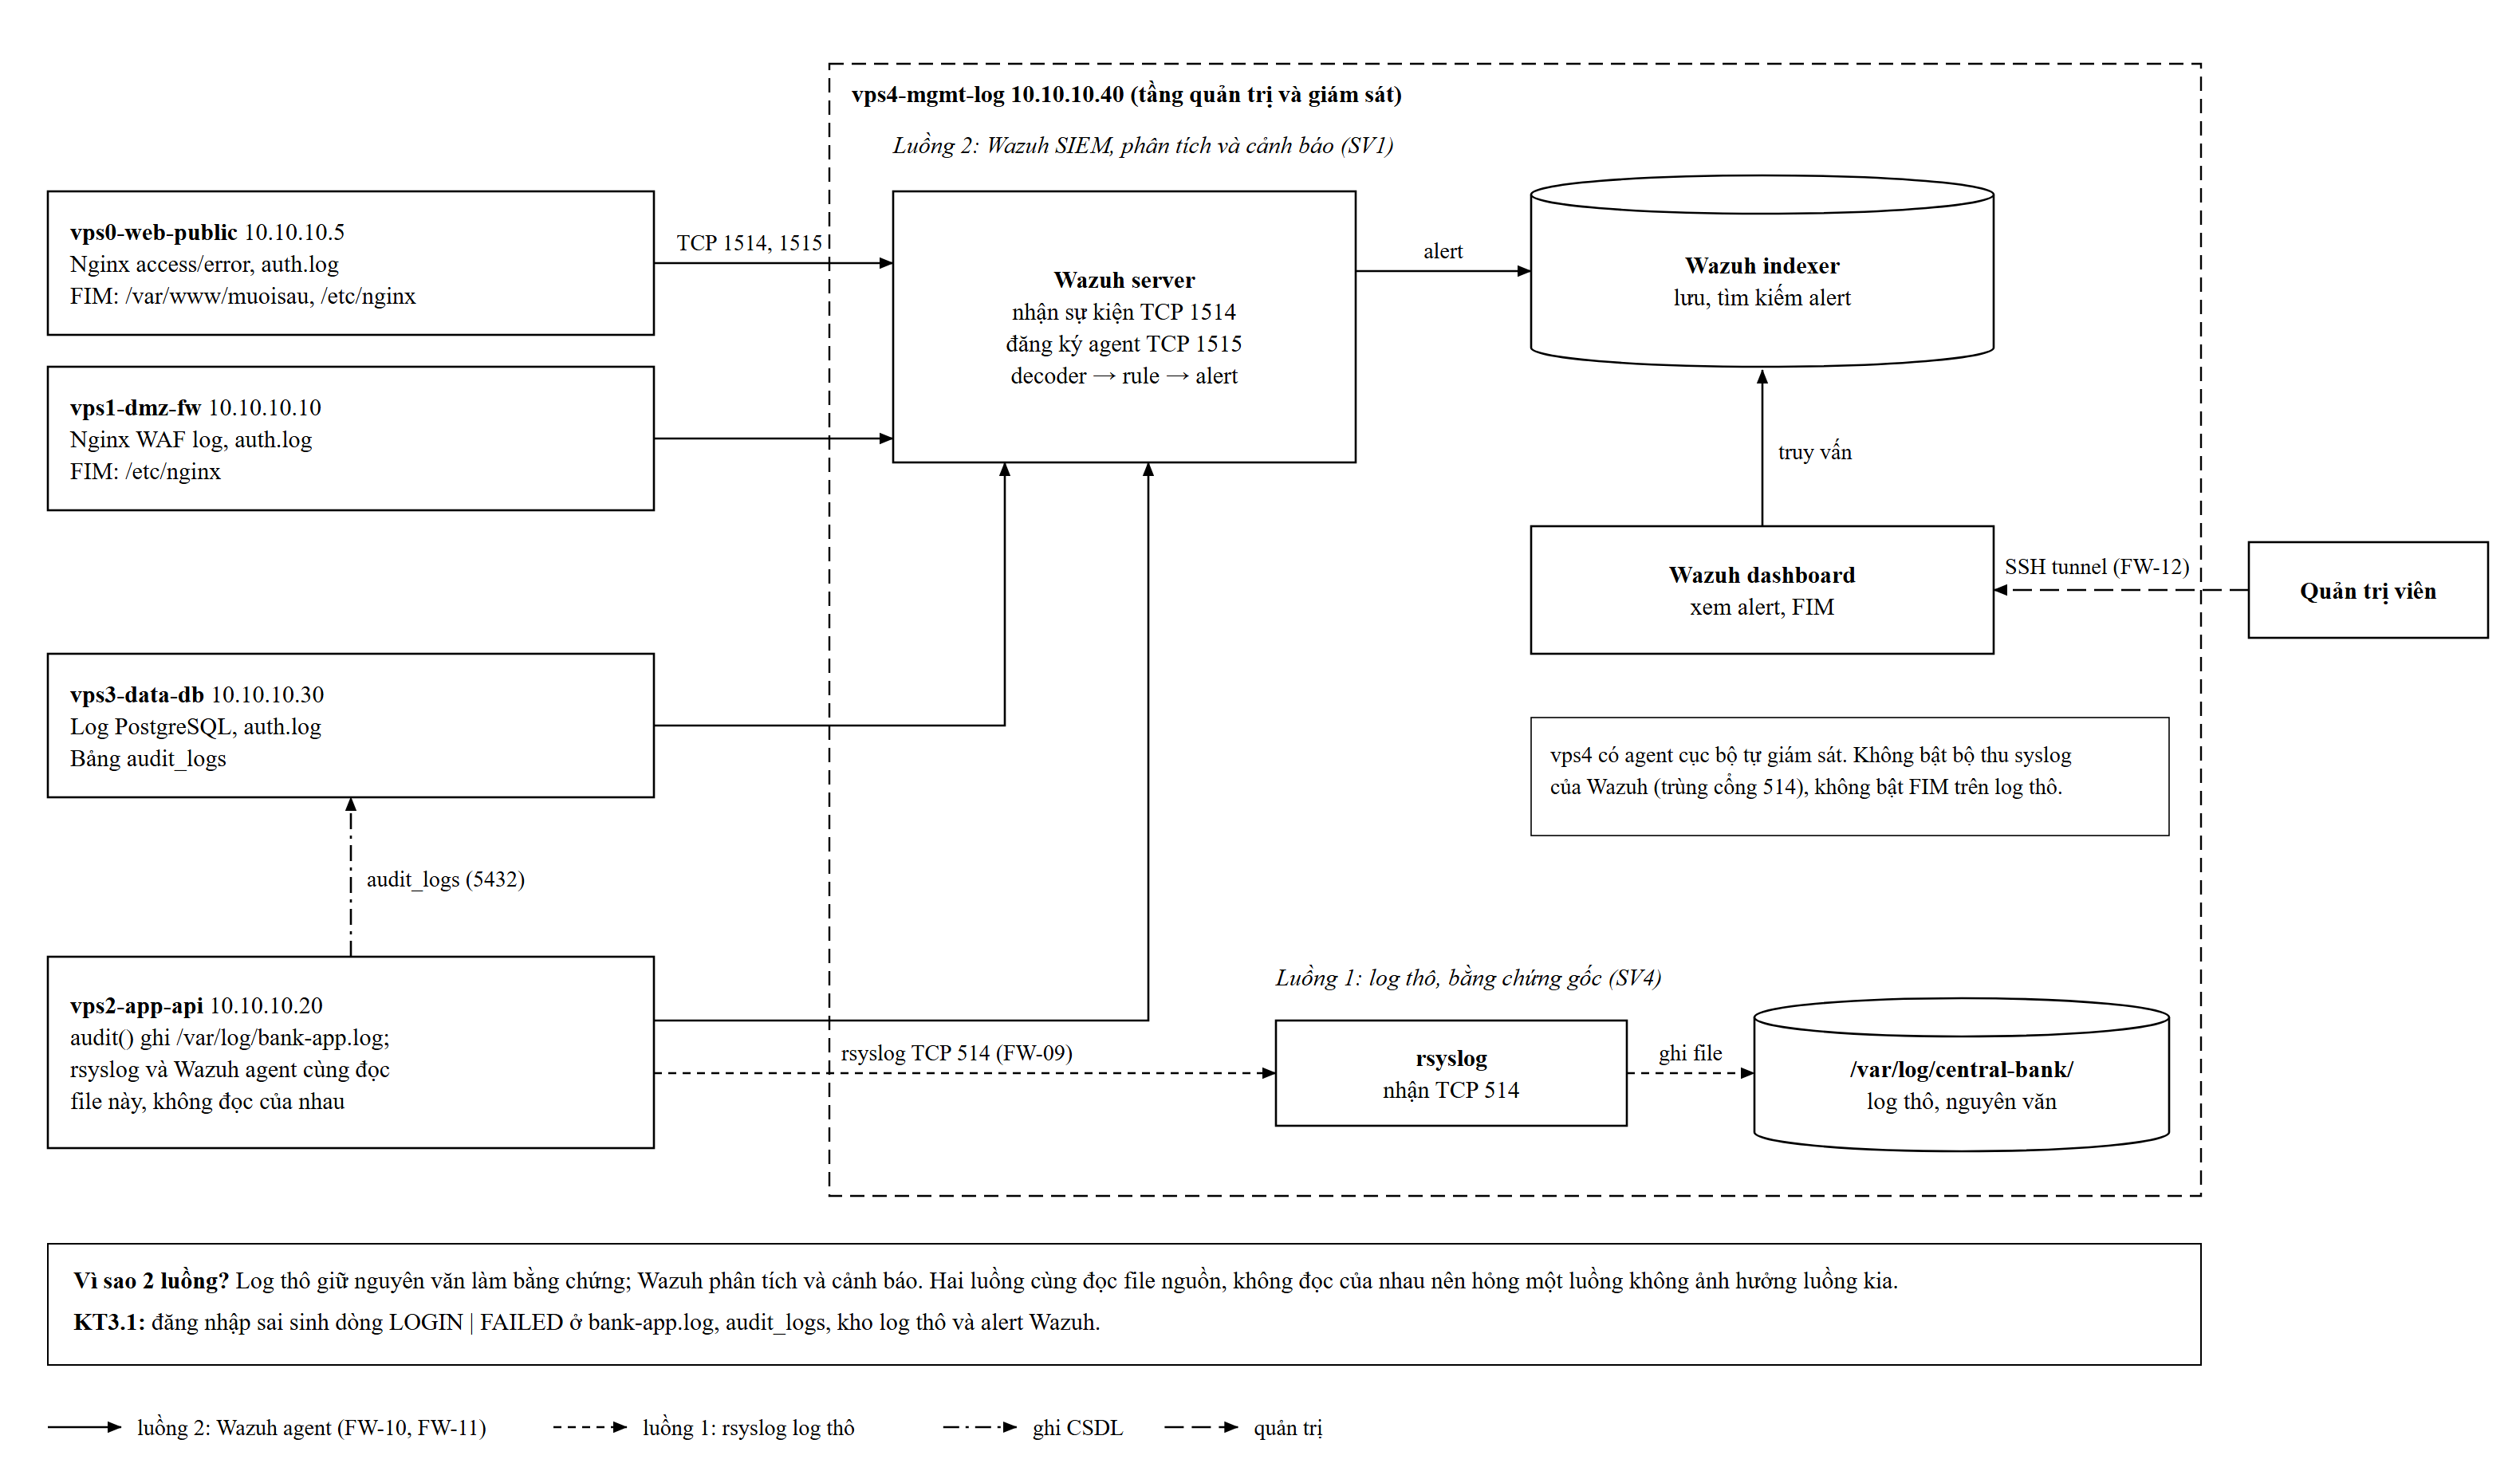 vps4-mgmt-log 10.10.10.40 (tầng quản trị và giám sát)
Luồng 2: Wazuh SIEM, phân tích và cảnh báo (SV1)
vps0-web-public 10.10.10.5
Nginx access/error, auth.log
FIM: /var/www/muoisau, /etc/nginx
TCP 1514, 1515
Wazuh server
nhận sự kiện TCP 1514
đăng ký agent TCP 1515
decoder → rule → alert
alert
Wazuh indexer
lưu, tìm kiếm alert
vps1-dmz-fw 10.10.10.10
Nginx WAF log, auth.log
FIM: /etc/nginx
truy vấn
Wazuh dashboard
xem alert, FIM
SSH tunnel (FW-12)
Quản trị viên
vps3-data-db 10.10.10.30
Log PostgreSQL, auth.log
Bảng audit_logs
vps4 có agent cục bộ tự giám sát. Không bật bộ thu syslog
của Wazuh (trùng cổng 514), không bật FIM trên log thô.
audit_logs (5432)
Luồng 1: log thô, bằng chứng gốc (SV4)
vps2-app-api 10.10.10.20
audit() ghi /var/log/bank-app.log;
rsyslog và Wazuh agent cùng đọc
file này, không đọc của nhau
rsyslog TCP 514 (FW-09)
rsyslog
nhận TCP 514
ghi file
/var/log/central-bank/
log thô, nguyên văn
Vì sao 2 luồng? Log thô giữ nguyên văn làm bằng chứng; Wazuh phân tích và cảnh báo. Hai luồng cùng đọc file nguồn, không đọc của nhau nên hỏng một luồng không ảnh hưởng luồng kia.
KT3.1: đăng nhập sai sinh dòng LOGIN | FAILED ở bank-app.log, audit_logs, kho log thô và alert Wazuh.
luồng 2: Wazuh agent (FW-10, FW-11)
luồng 1: rsyslog log thô
ghi CSDL
quản trị